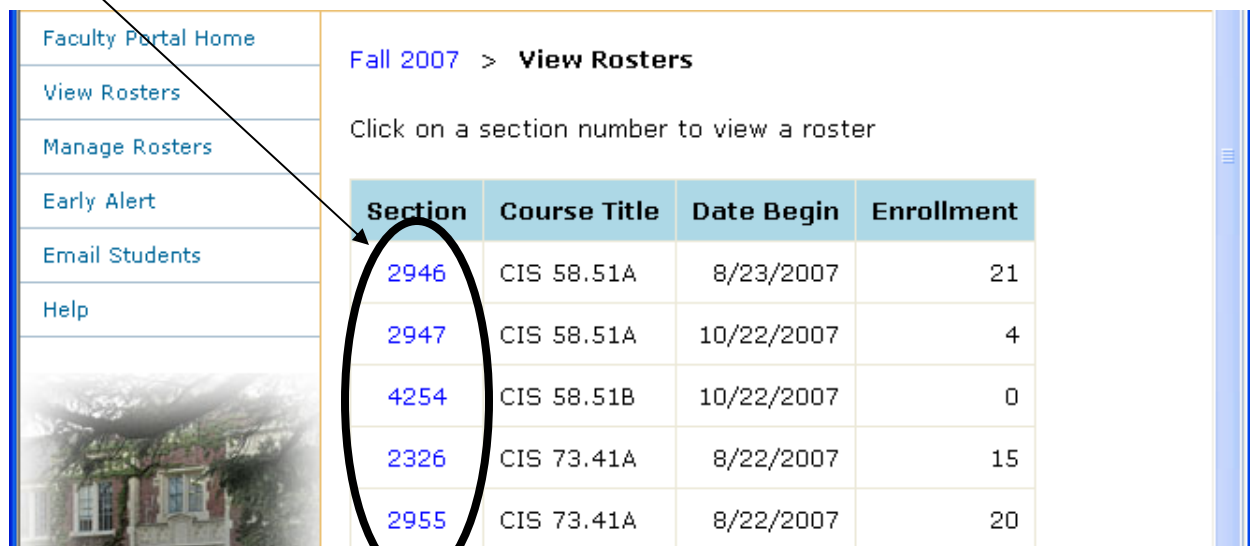 Faculty Portal Home
View Rosters
Manage Rosters
Early Alert
Email Students
Help
Fall 2007 > View Rosters
Click on a section number to view a roster
Section Course Title Date Begin Enrollment
2946 CIS 58.51A 8/23/2007 21
2947 CIS 58.51A 10/22/2007 4
4254 CIS 58.51B 10/22/2007 0
2326 CIS 73.41A 8/22/2007 15
2955 CIS 73.41A 8/22/2007 20